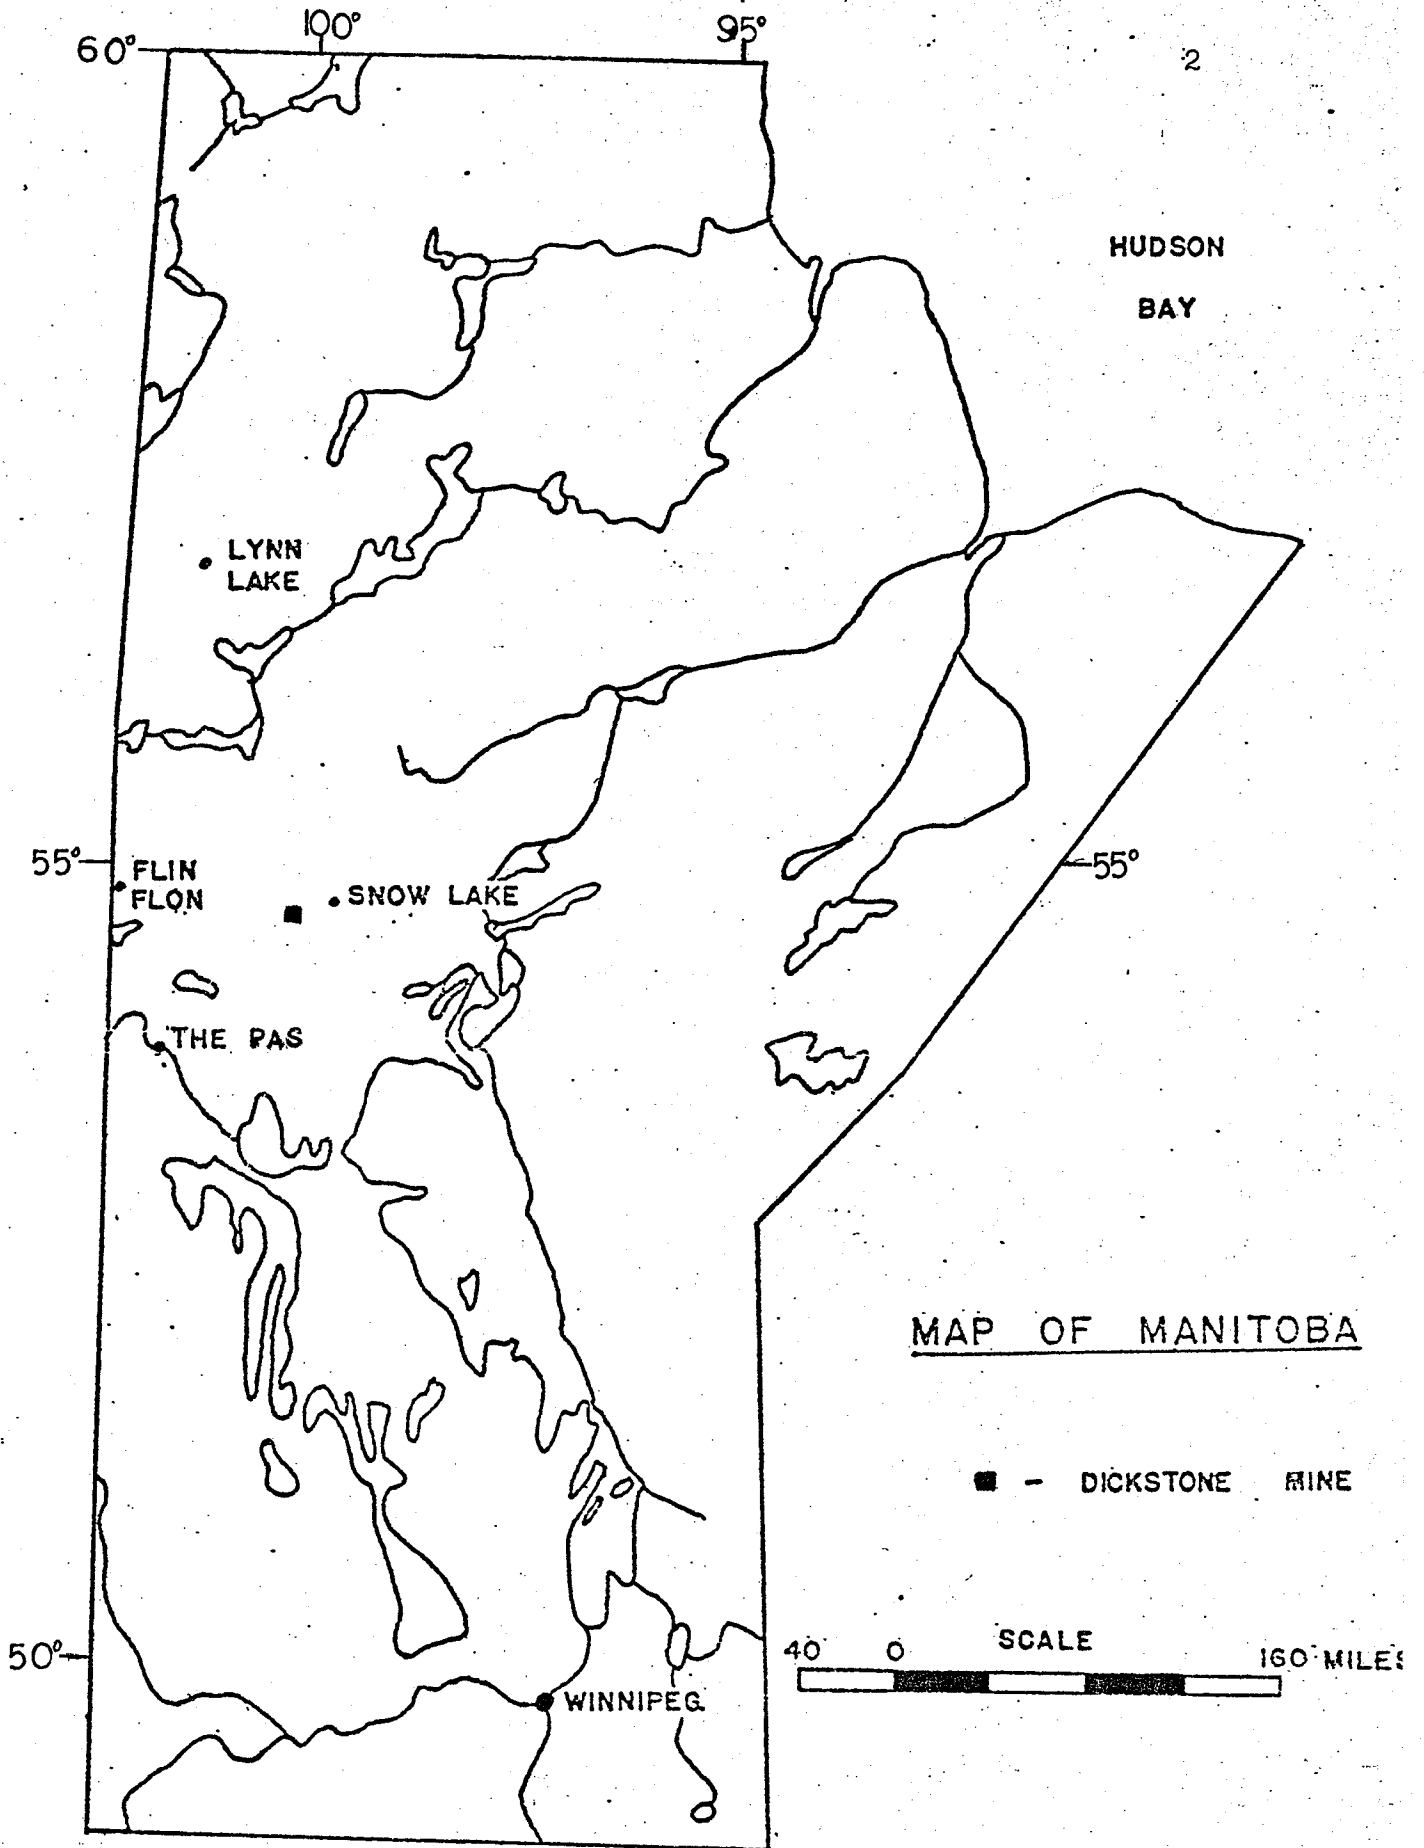 100°
95°
60°
2
HUDSON
BAY
LYNN
LAKE
55°
FLIN
FLON
SNOW LAKE
55°
THE PAS
MAP OF MANITOBA
■ - DICKSTONE MINE
50°
SCALE
40 0 160 MILES
WINNIPEG